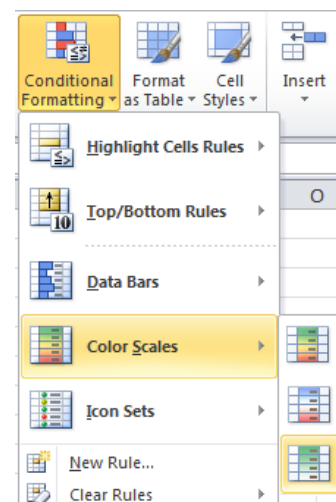 Conditional Format Cell Insert
Formatting as Table Styles
Highlight Cells Rules
O
10
Top/Bottom Rules
Data Bars
Color Scales
Icon Sets
New Rule...
Clear Rules